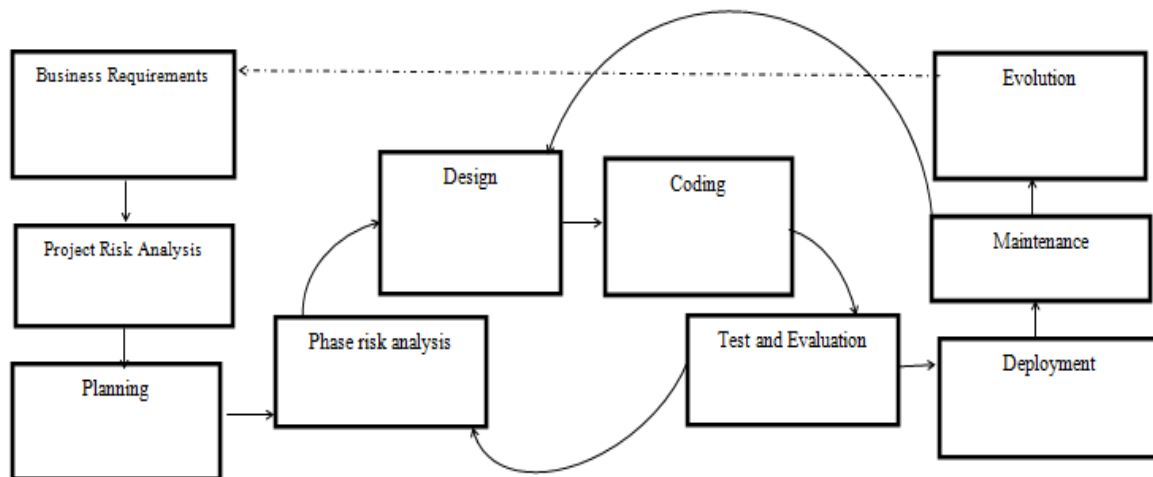 Business Requirements
Project Risk Analysis
Planning
Phase risk analysis
Design
Coding
Test and Evaluation
Deployment
Maintenance
Evolution